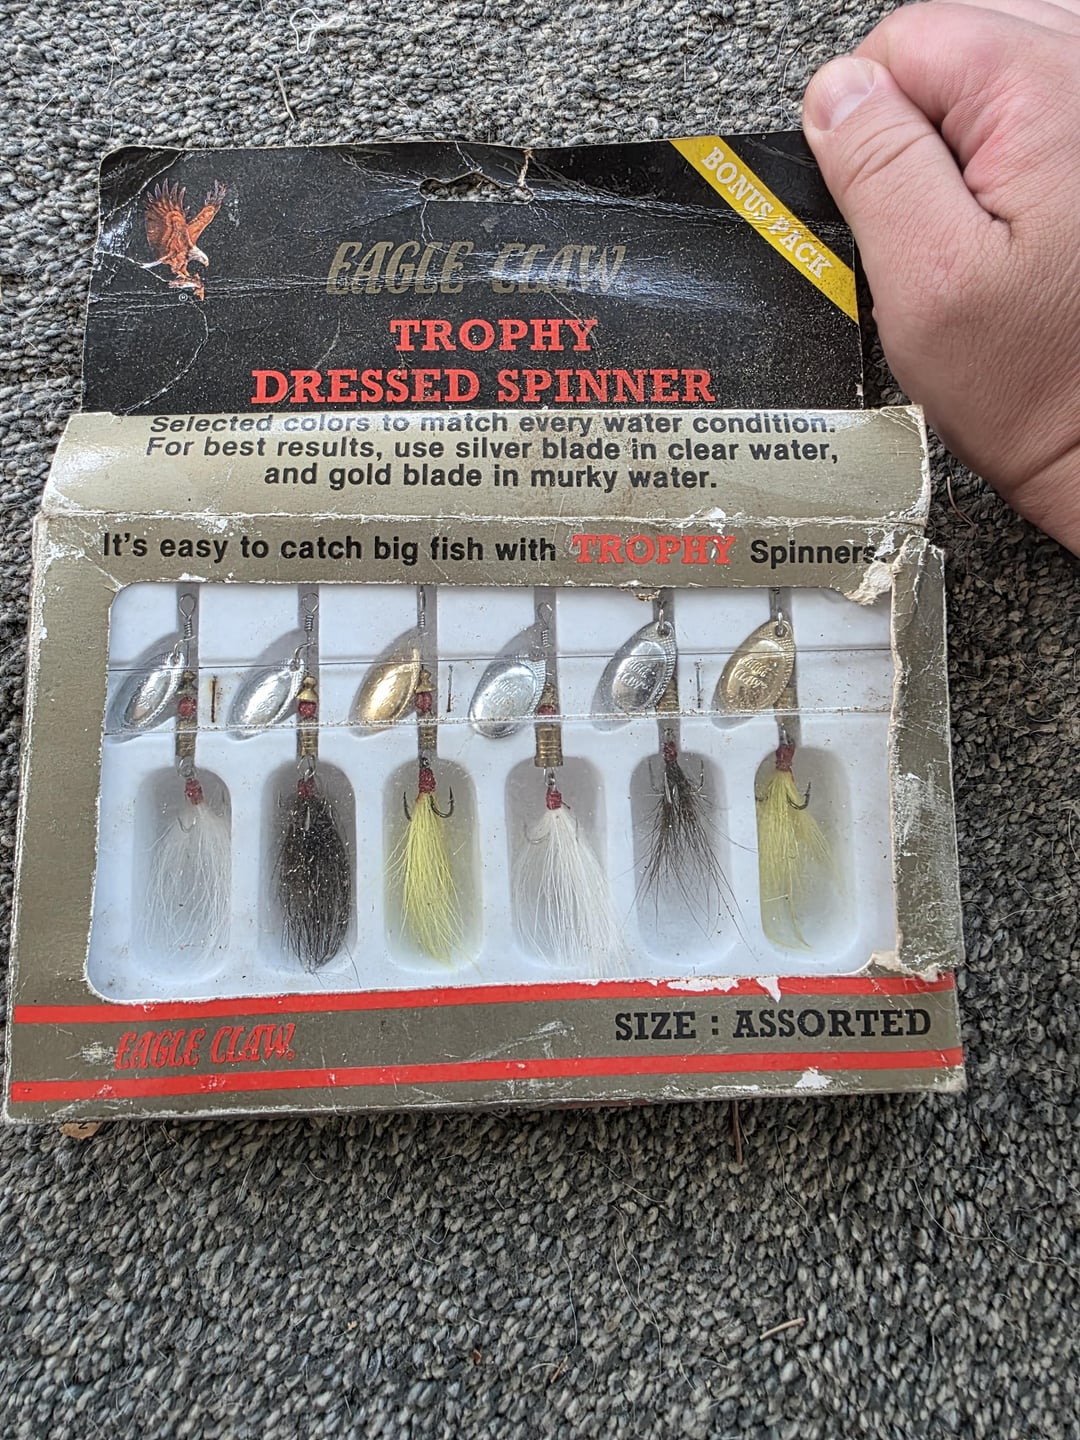 BONUS PACK
®
EAGLE CLAW
TROPHY
DRESSED SPINNER
Selected colors to match every water condition.
For best results, use silver blade in clear water,
and gold blade in murky water.
It's easy to catch big fish with TROPHY Spinners.
EAGLE CLAW®
SIZE : ASSORTED